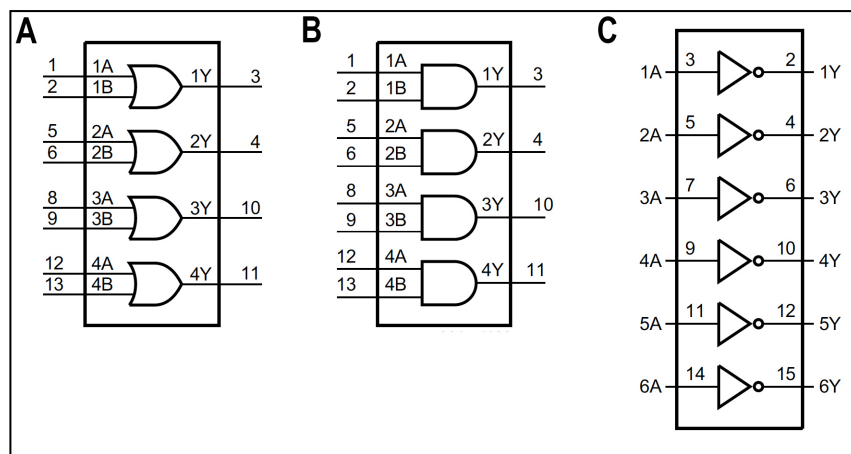 A
1 1A 1Y 3
2 1B
5 2A 2Y 4
6 2B
8 3A 3Y 10
9 3B
12 4A 4Y 11
13 4B
B
1 1A 1Y 3
2 1B
5 2A 2Y 4
6 2B
8 3A 3Y 10
9 3B
12 4A 4Y 11
13 4B
C
1A 3 2 1Y
2A 5 4 2Y
3A 7 6 3Y
4A 9 10 4Y
5A 11 12 5Y
6A 14 15 6Y